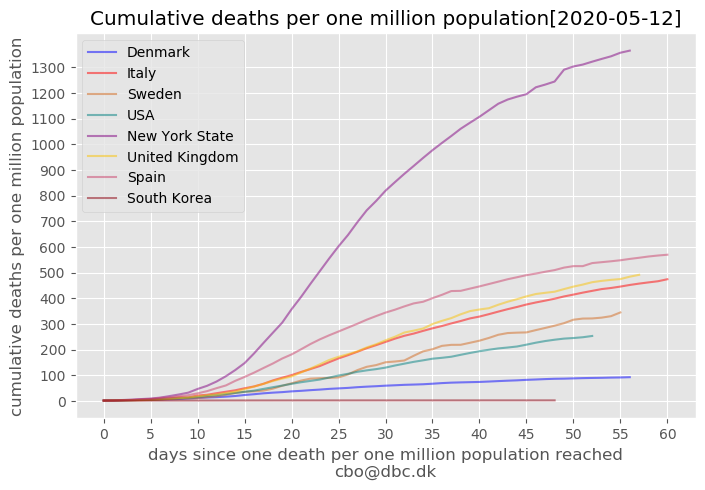 Cumulative deaths per one million population[2020-05-12]
cumulative deaths per one million population
1300
1200
1100
1000
900
800
700
600
500
400
300
200
100
0
Denmark
Italy
Sweden
USA
New York State
United Kingdom
Spain
South Korea
0 5 10 15 20 25 30 35 40 45 50 55 60
days since one death per one million population reached
cbo@dbc.dk